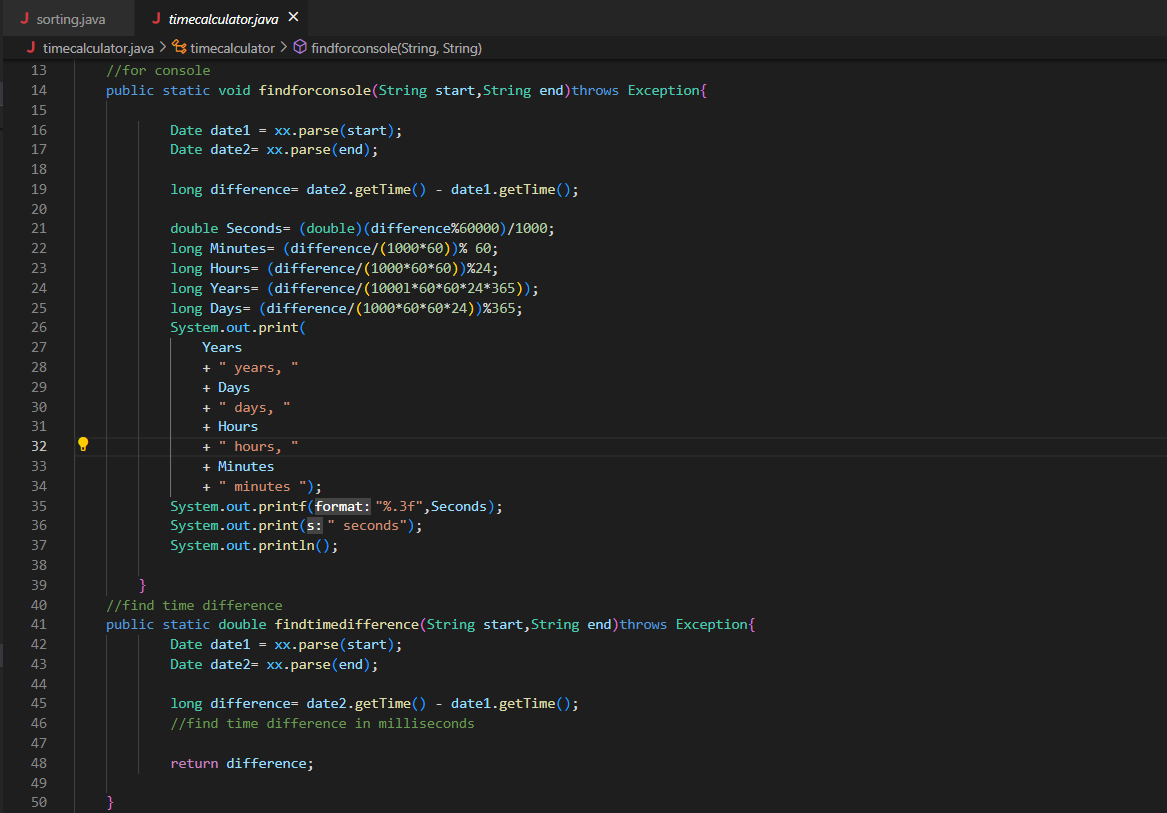 J sorting.java J timecalculator.java ×
J timecalculator.java > timecalculator > findforconsole(String, String)
13 //for console
14 public static void findforconsole(String start,String end)throws Exception{
15
16 Date date1 = xx.parse(start);
17 Date date2= xx.parse(end);
18
19 long difference= date2.getTime() - date1.getTime();
20
21 double Seconds= (double)(difference%60000)/1000;
22 long Minutes= (difference/(1000*60))% 60;
23 long Hours= (difference/(1000*60*60))%24;
24 long Years= (difference/(1000l*60*60*24*365));
25 long Days= (difference/(1000*60*60*24))%365;
26 System.out.print(
27 Years
28 + " years, "
29 + Days
30 + " days, "
31 + Hours
32 + " hours, "
33 + Minutes
34 + " minutes ");
35 System.out.printf(format: "%.3f",Seconds);
36 System.out.print(s: " seconds");
37 System.out.println();
38
39 }
40 //find time difference
41 public static double findtimedifference(String start,String end)throws Exception{
42 Date date1 = xx.parse(start);
43 Date date2= xx.parse(end);
44
45 long difference= date2.getTime() - date1.getTime();
46 //find time difference in milliseconds
47
48 return difference;
49
50 }